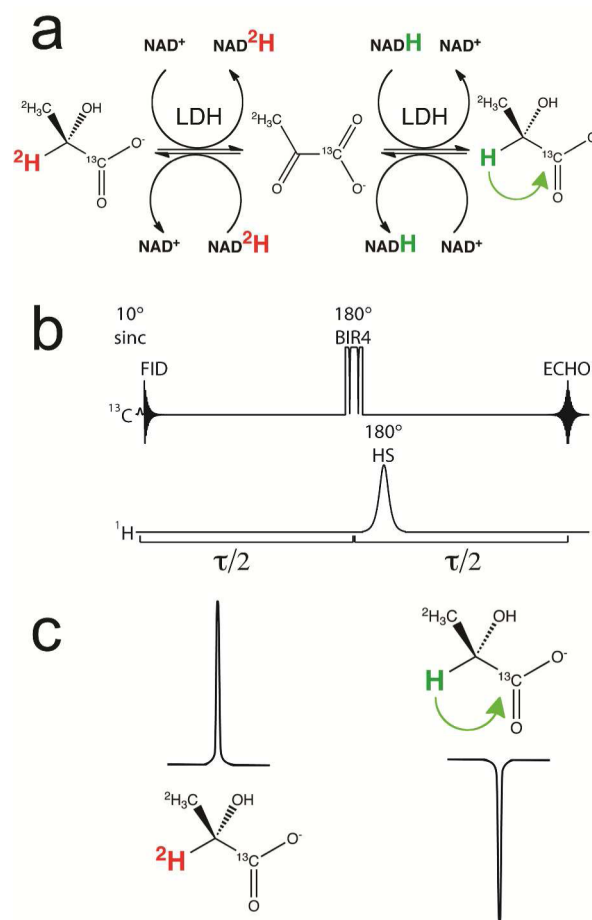 a
NAD⁺ NAD²H NADH NAD⁺
²H₃C OH LDH ²H₃C O LDH ²H₃C OH
²H ¹³C O⁻ ¹³C H ¹³C O
O O O⁻ O
NAD⁺ NAD²H NADH NAD⁺
b
10° 180°
sinc BIR4
FID ECHO
¹³C
180°
HS
¹H
τ/2 τ/2
c
²H₃C OH
H ¹³C O⁻
O
²H₃C OH
²H ¹³C O⁻
O